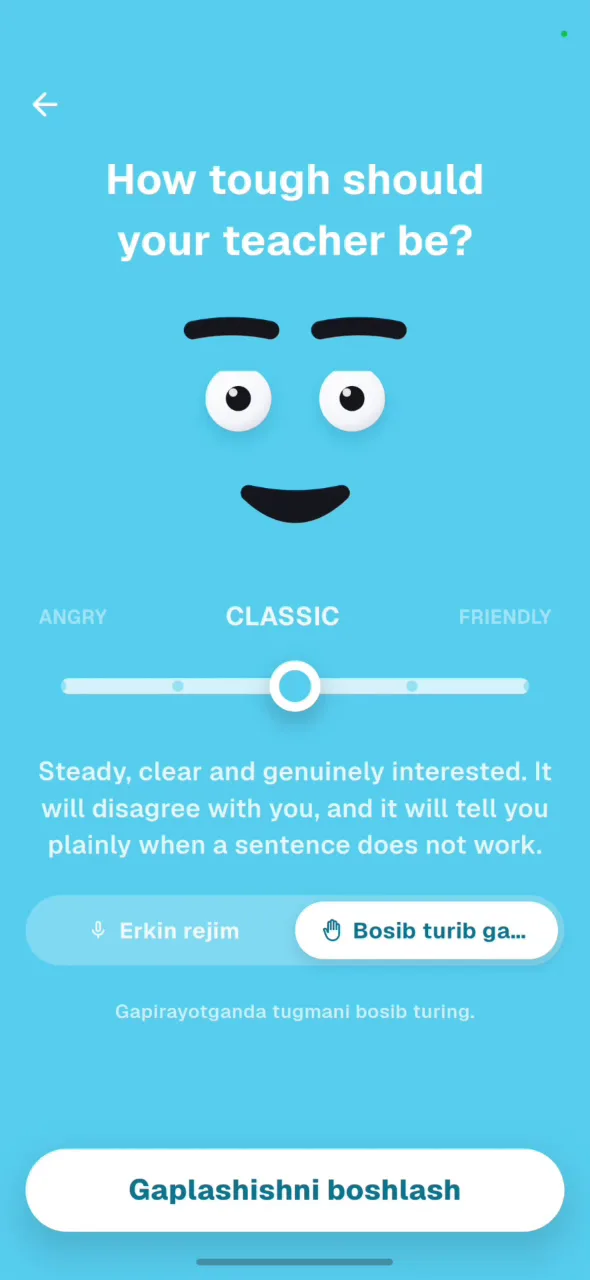 How tough should
your teacher be?
ANGRY
CLASSIC
FRIENDLY
Steady, clear and genuinely interested. It
will disagree with you, and it will tell you
plainly when a sentence does not work.
Erkin rejim
Bosib turib ga...
Gapirayotganda tugmani bosib turing.
Gaplashishni boshlash